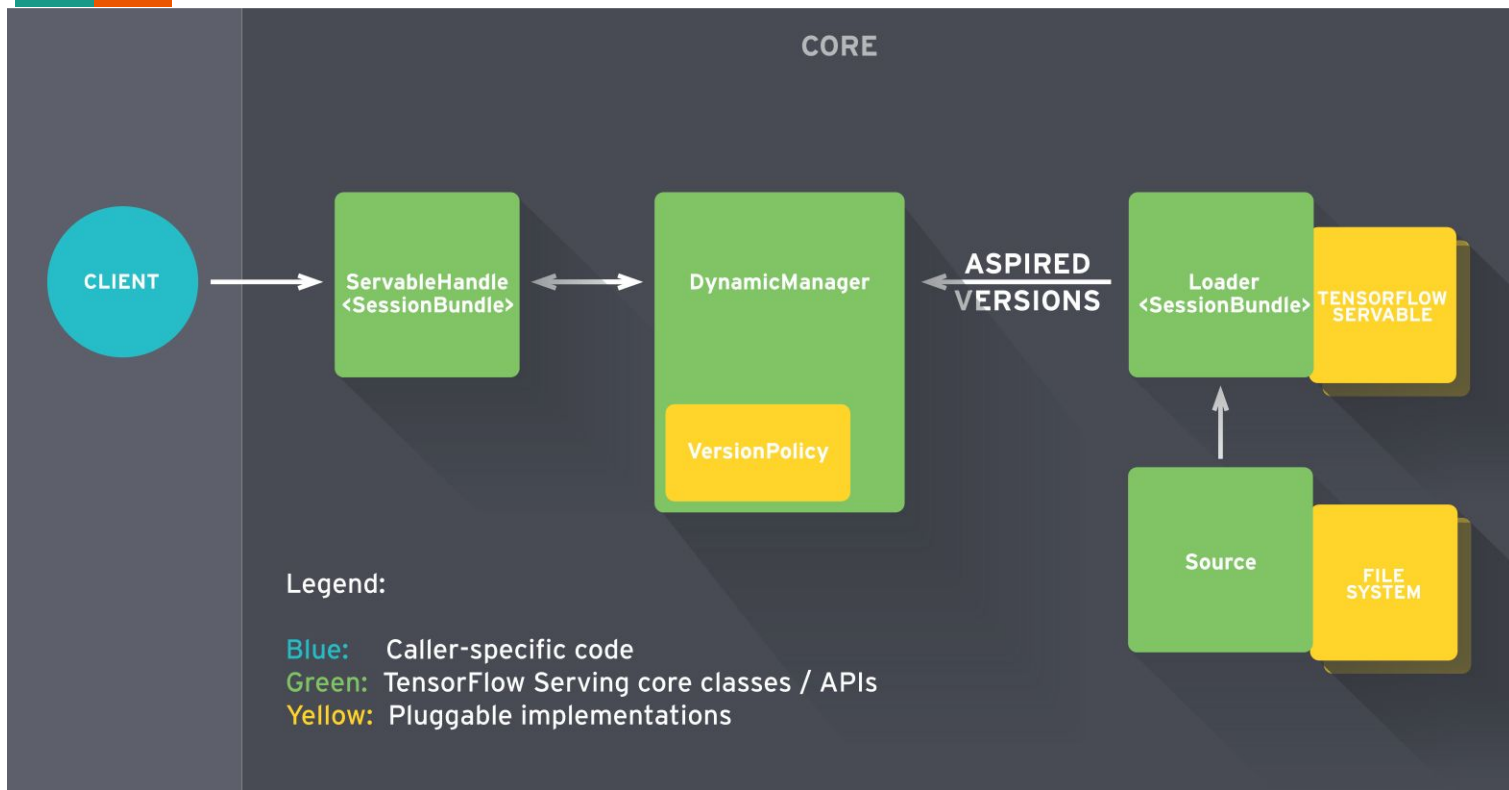 CORE
CLIENT
ServableHandle
<SessionBundle>
DynamicManager
VersionPolicy
ASPIRED
VERSIONS
Loader
<SessionBundle>
TENSORFLOW
SERVABLE
Source
FILE
SYSTEM
Legend:
Blue: Caller-specific code
Green: TensorFlow Serving core classes / APIs
Yellow: Pluggable implementations